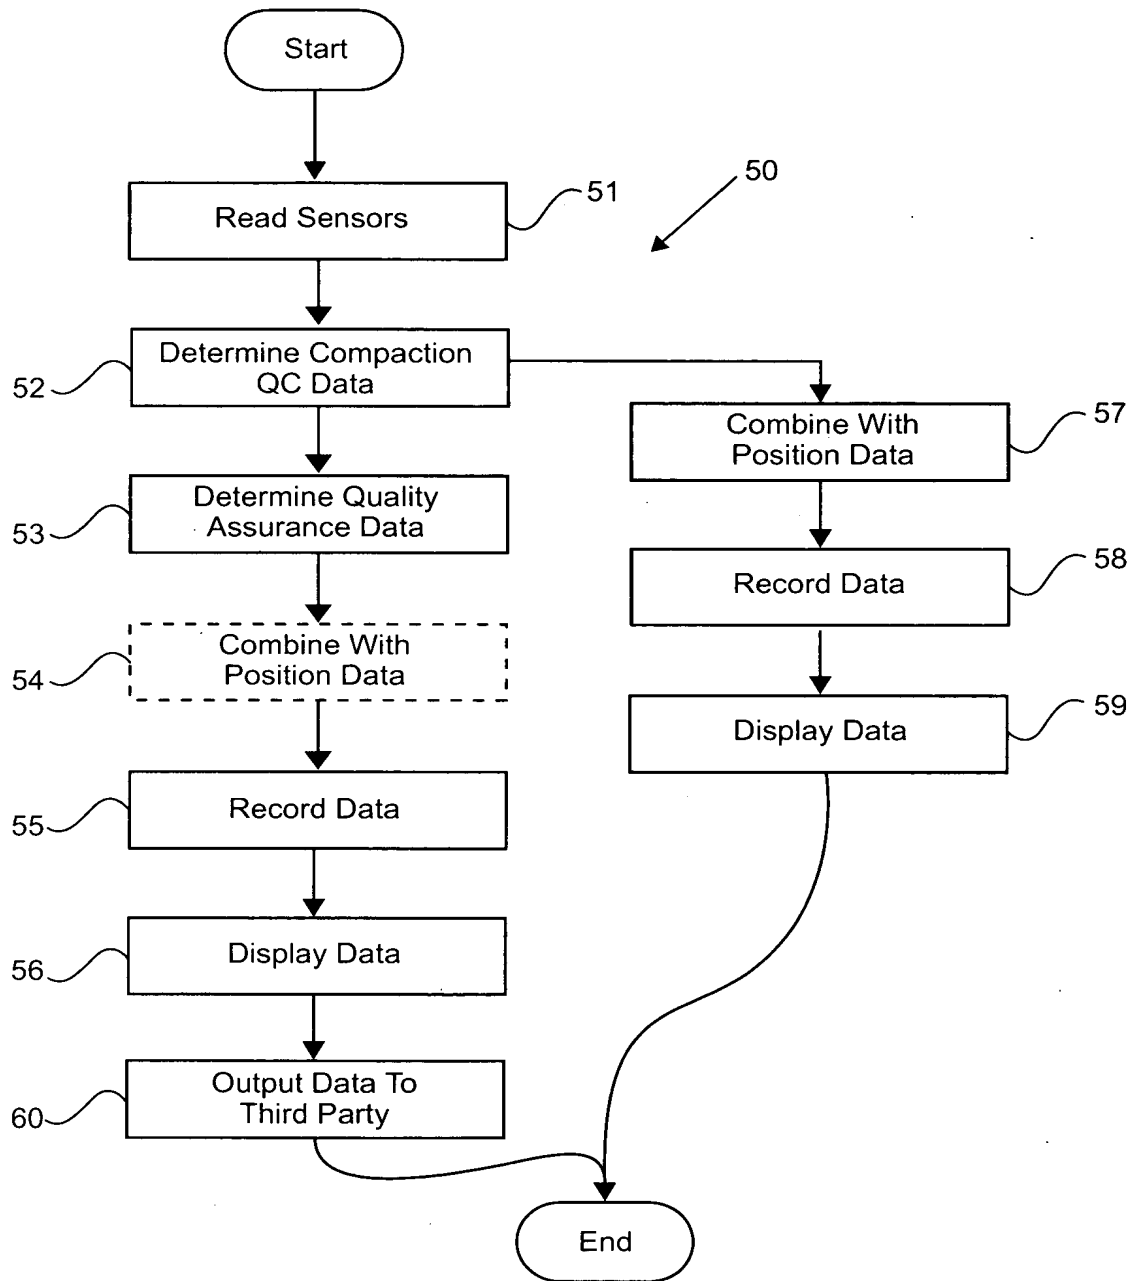 Start
50
Read Sensors
51
Determine Compaction
QC Data
52
Combine With
Position Data
57
Determine Quality
Assurance Data
53
Record Data
58
Combine With
Position Data
54
Display Data
59
Record Data
55
Display Data
56
Output Data To
Third Party
60
End